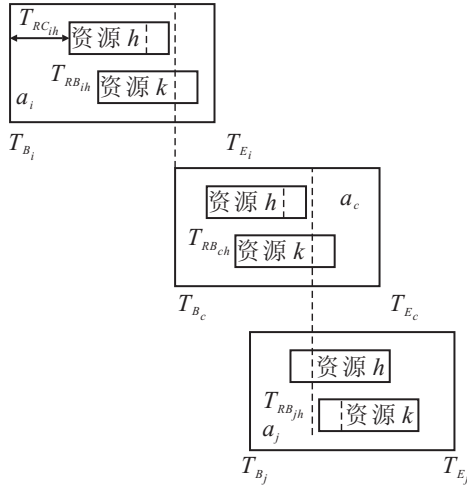 T_{RC_{ih}}
资源 h
T_{RB_{ih}}
资源 k
a_i
T_{B_i}
T_{E_i}
资源 h
a_c
T_{RB_{ch}}
资源 k
T_{B_c}
T_{E_c}
资源 h
T_{RB_{jh}}
资源 k
a_j
T_{B_j}
T_{E_j}